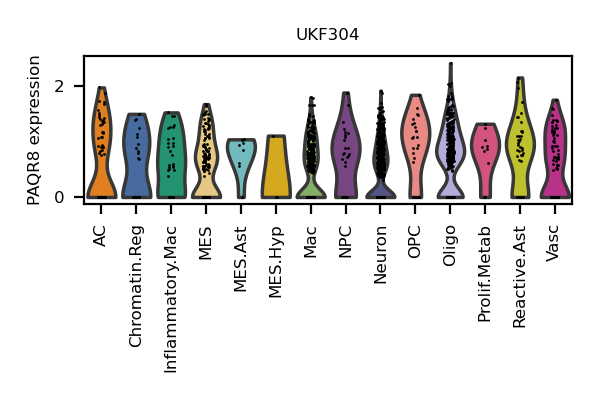 UKF304
PAQR8 expression
2
0
AC
Chromatin.Reg
Inflammatory.Mac
MES
MES.Ast
MES.Hyp
Mac
NPC
Neuron
OPC
Oligo
Prolif.Metab
Reactive.Ast
Vasc